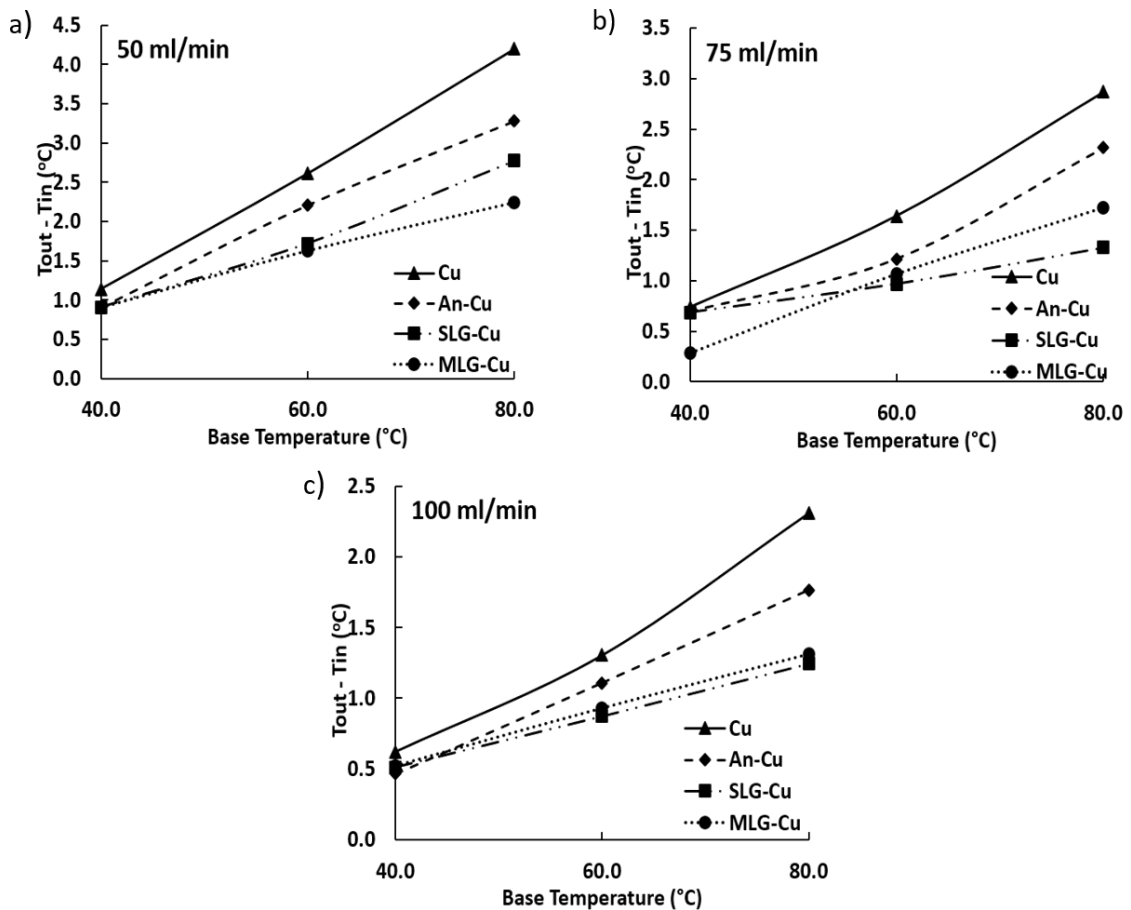 a)
50 ml/min
4.5
4.0
3.5
3.0
2.5
2.0
1.5
1.0
0.5
0.0
Tout - Tin (°C)
Cu
An-Cu
SLG-Cu
MLG-Cu
40.0 60.0 80.0
Base Temperature (°C)
b)
75 ml/min
3.5
3.0
2.5
2.0
1.5
1.0
0.5
0.0
Tout - Tin (°C)
Cu
An-Cu
SLG-Cu
MLG-Cu
40.0 60.0 80.0
Base Temperature (°C)
c)
100 ml/min
2.5
2.0
1.5
1.0
0.5
0.0
Tout - Tin (°C)
Cu
An-Cu
SLG-Cu
MLG-Cu
40.0 60.0 80.0
Base Temperature (°C)